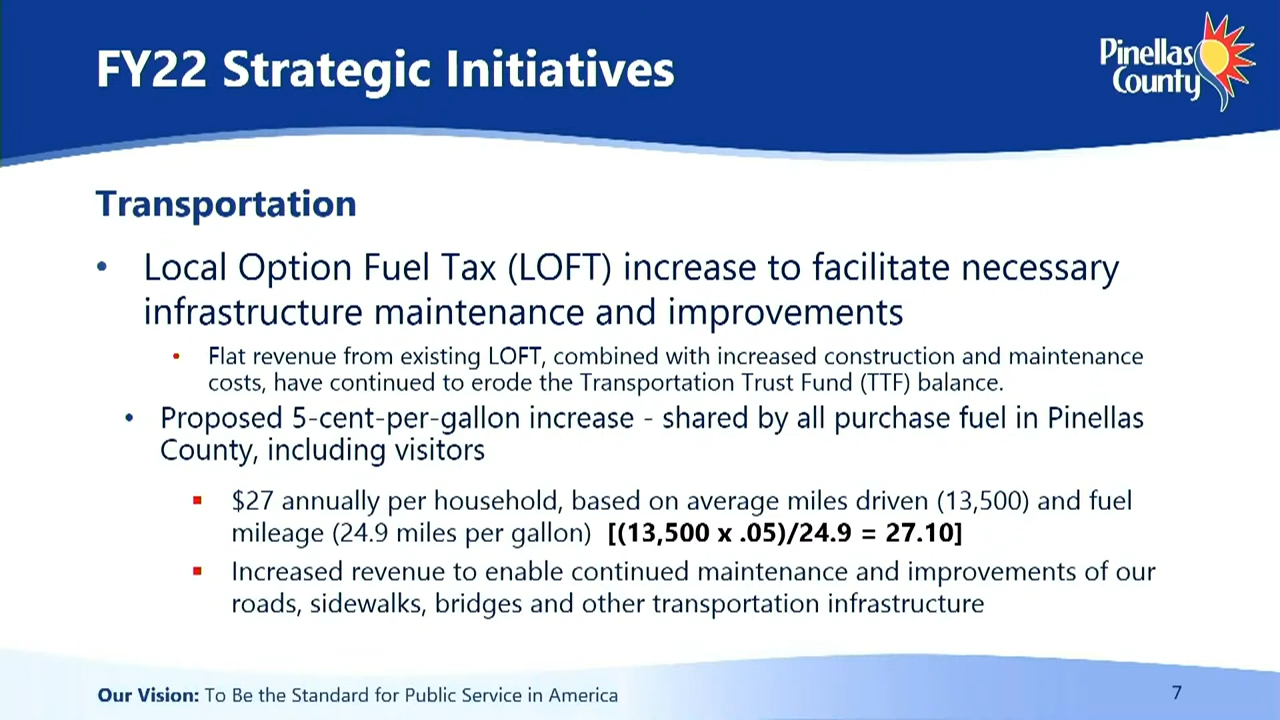 FY22 Strategic Initiatives
Pinellas
County
Transportation
• Local Option Fuel Tax (LOFT) increase to facilitate necessary
infrastructure maintenance and improvements
• Flat revenue from existing LOFT, combined with increased construction and maintenance
costs, have continued to erode the Transportation Trust Fund (TTF) balance.
• Proposed 5-cent-per-gallon increase - shared by all purchase fuel in Pinellas
County, including visitors
▪ $27 annually per household, based on average miles driven (13,500) and fuel
mileage (24.9 miles per gallon) [(13,500 x .05)/24.9 = 27.10]
▪ Increased revenue to enable continued maintenance and improvements of our
roads, sidewalks, bridges and other transportation infrastructure
Our Vision: To Be the Standard for Public Service in America
7